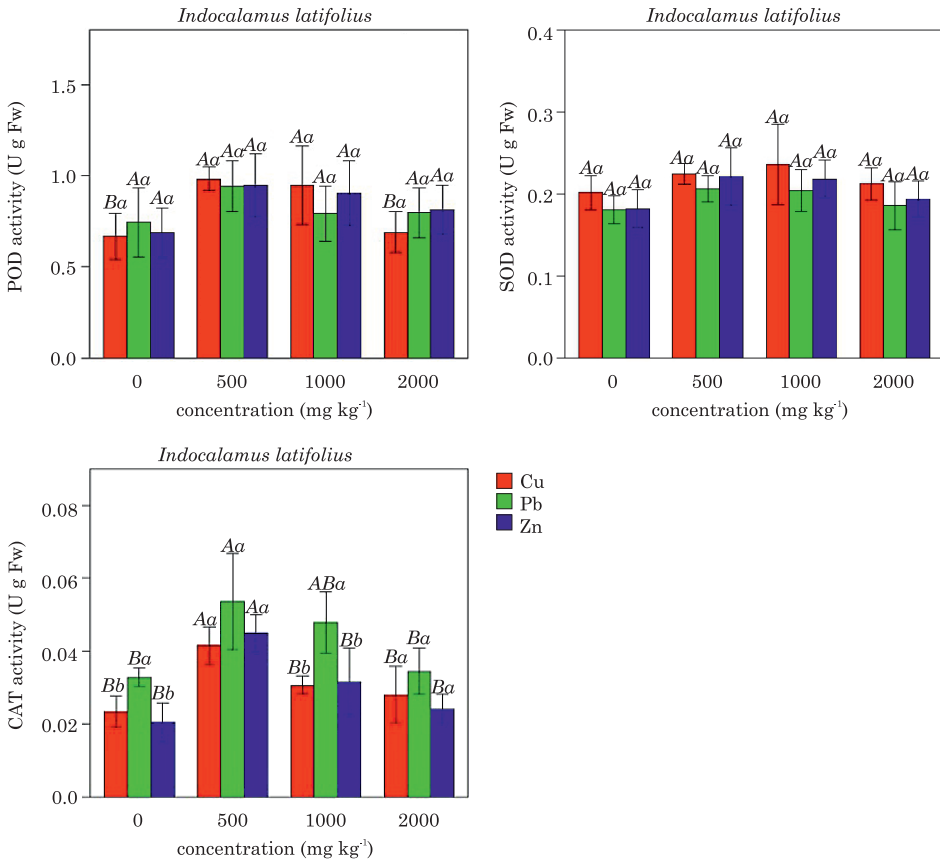 Indocalamus latifolius
POD activity (U g Fw)
1.5
1.0
0.5
0.0
Ba Aa Aa Aa Aa Aa Aa Aa Aa Ba Aa Aa
0 500 1000 2000
concentration (mg kg-1)
Indocalamus latifolius
SOD activity (U g Fw)
0.4
0.3
0.2
0.1
0.0
Aa Aa Aa Aa Aa Aa Aa Aa Aa Aa Aa Aa
0 500 1000 2000
concentration (mg kg-1)
Indocalamus latifolius
CAT activity (U g Fw)
0.08
0.06
0.04
0.02
0.0
Bb Ba Bb Aa Aa Aa Bb ABa Bb Ba Ba Ba
0 500 1000 2000
concentration (mg kg-1)
Cu
Pb
Zn